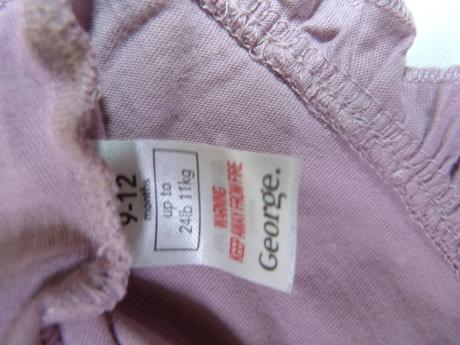 George.
WARNING
KEEP AWAY FROM FIRE
up to
24lb 11kg
9-12
months